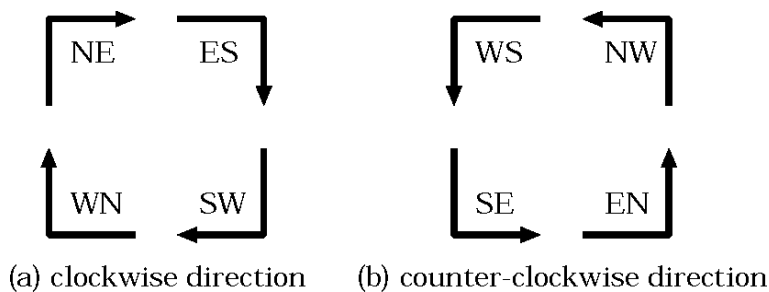 NE ES WS NW
WN SW SE EN
(a) clockwise direction (b) counter-clockwise direction